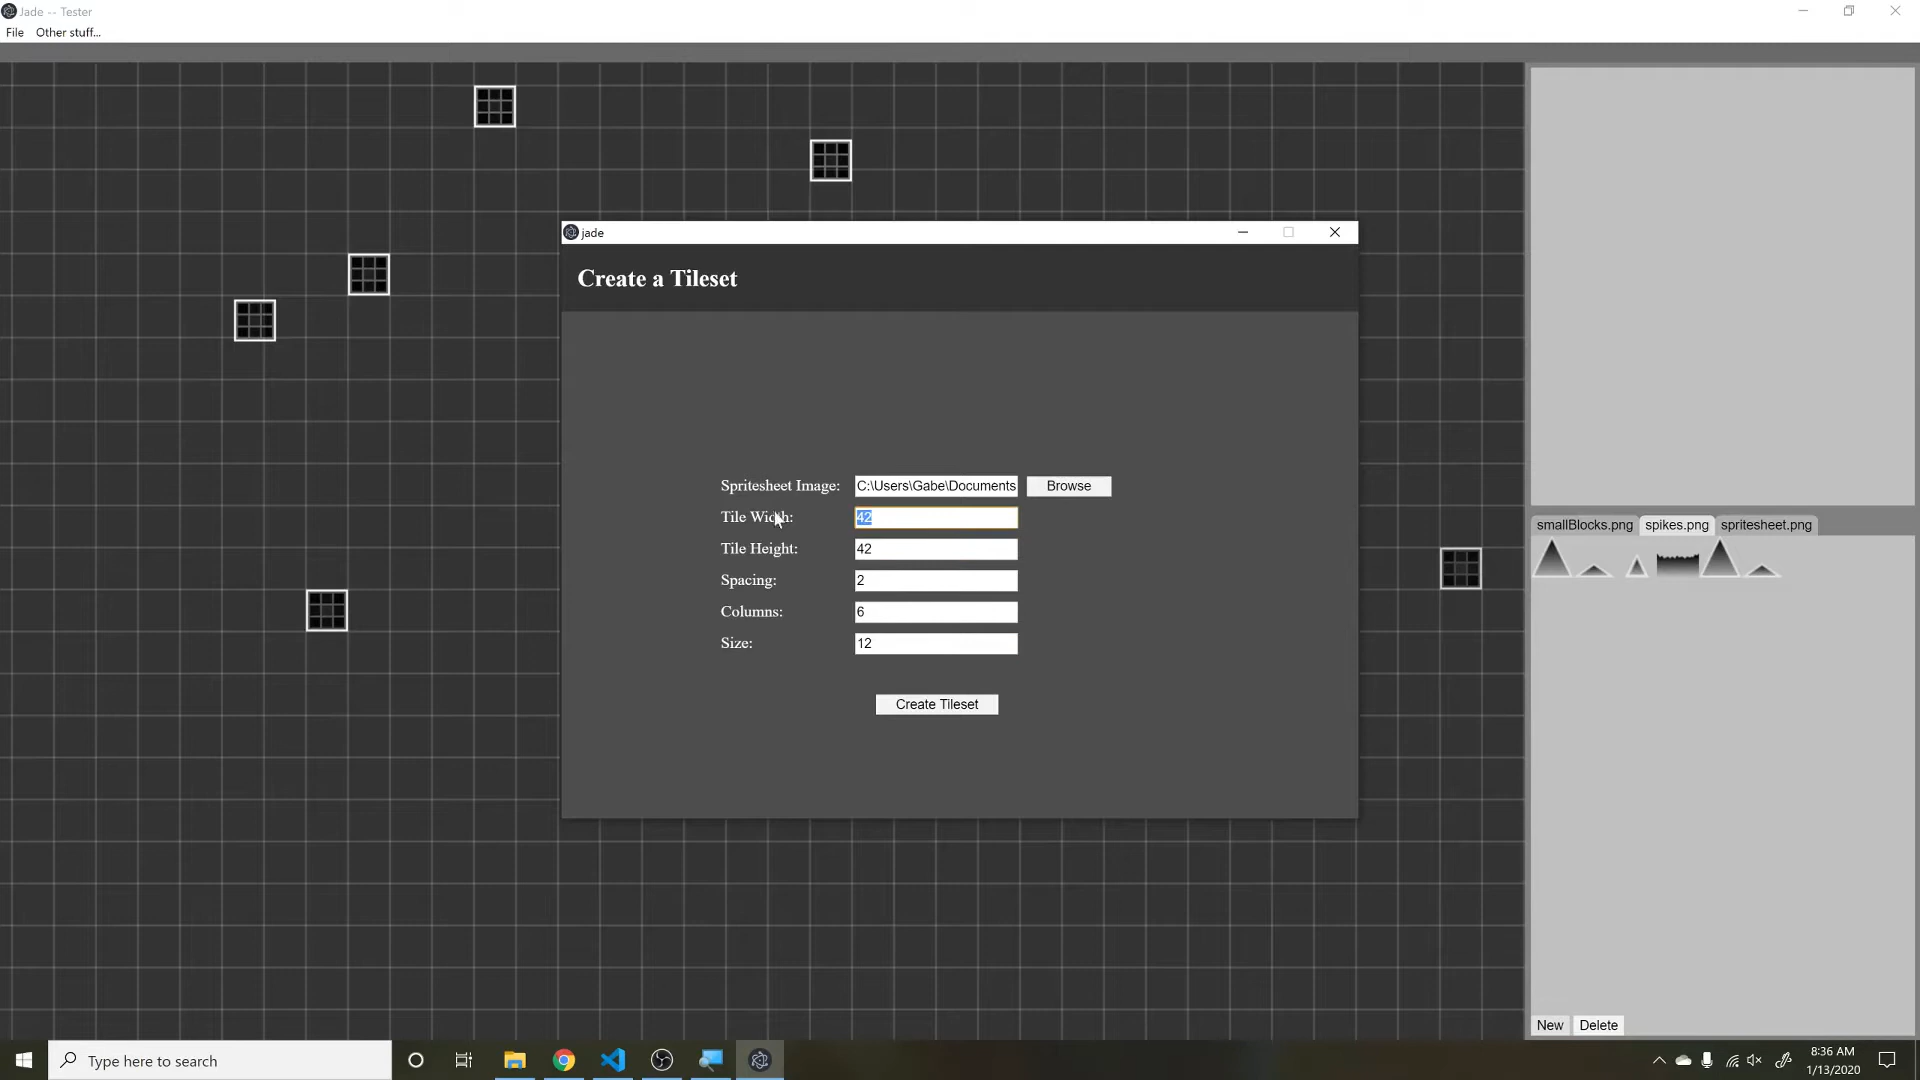 Jade -- Tester
File Other stuff...
jade
Create a Tileset
Spritesheet Image: C:\Users\Gabe\Documents Browse
Tile Width: 42
Tile Height: 42
Spacing: 2
Columns: 6
Size: 12
Create Tileset
smallBlocks.png spikes.png spritesheet.png
New Delete
Type here to search
8:36 AM
1/13/2020